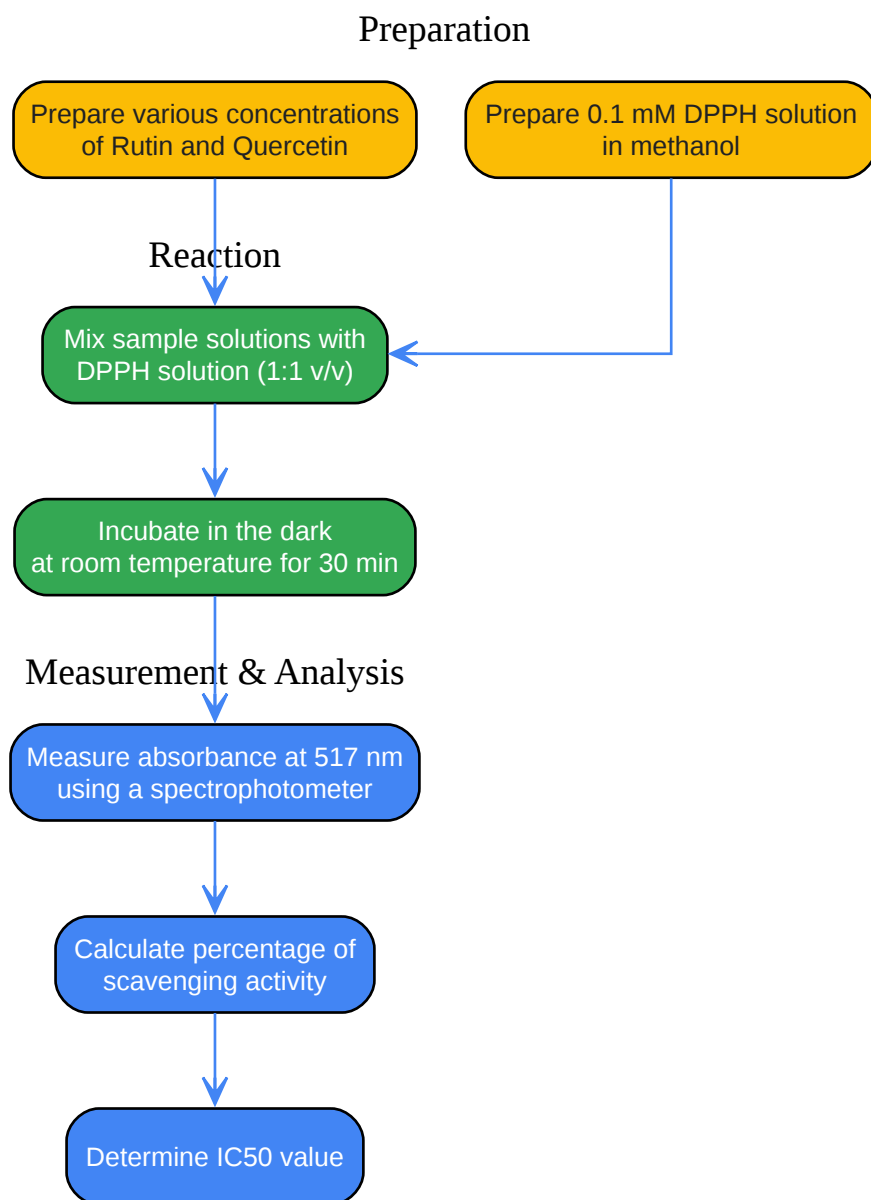 Preparation
Prepare various concentrations
of Rutin and Quercetin
Prepare 0.1 mM DPPH solution
in methanol
Reaction
Mix sample solutions with
DPPH solution (1:1 v/v)
Incubate in the dark
at room temperature for 30 min
Measurement & Analysis
Measure absorbance at 517 nm
using a spectrophotometer
Calculate percentage of
scavenging activity
Determine IC50 value